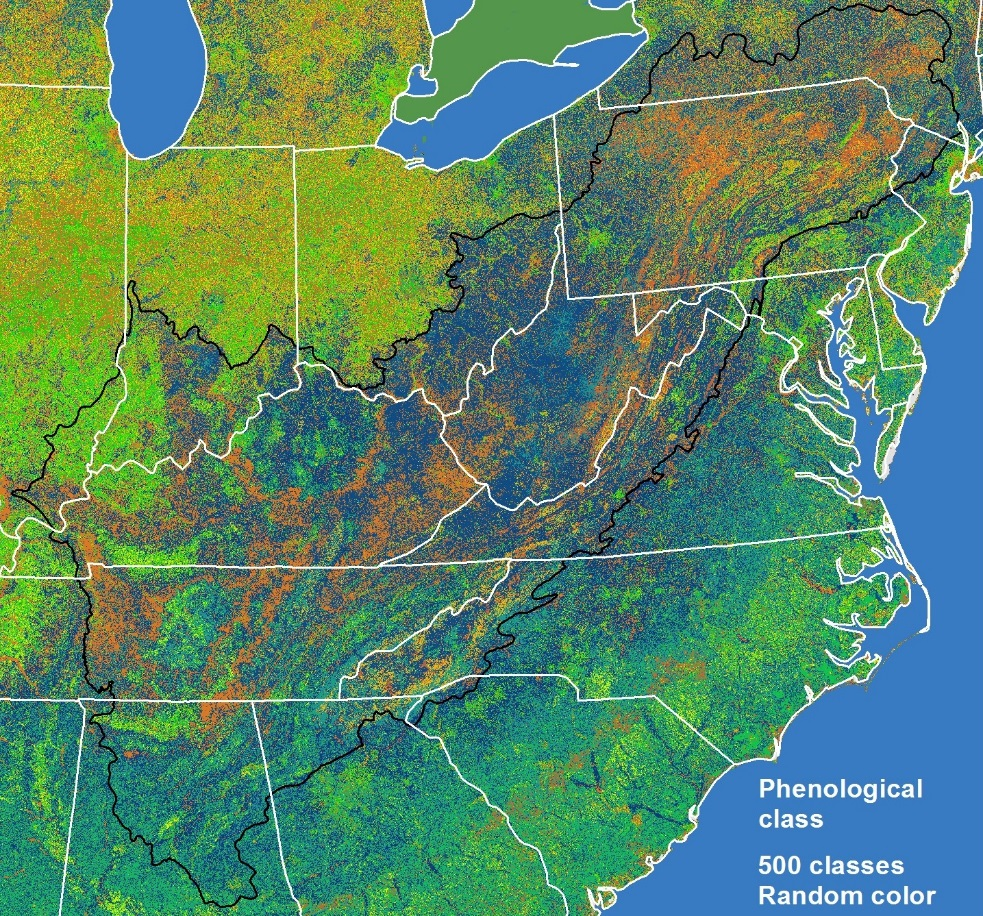 Phenological
class
500 classes
Random color